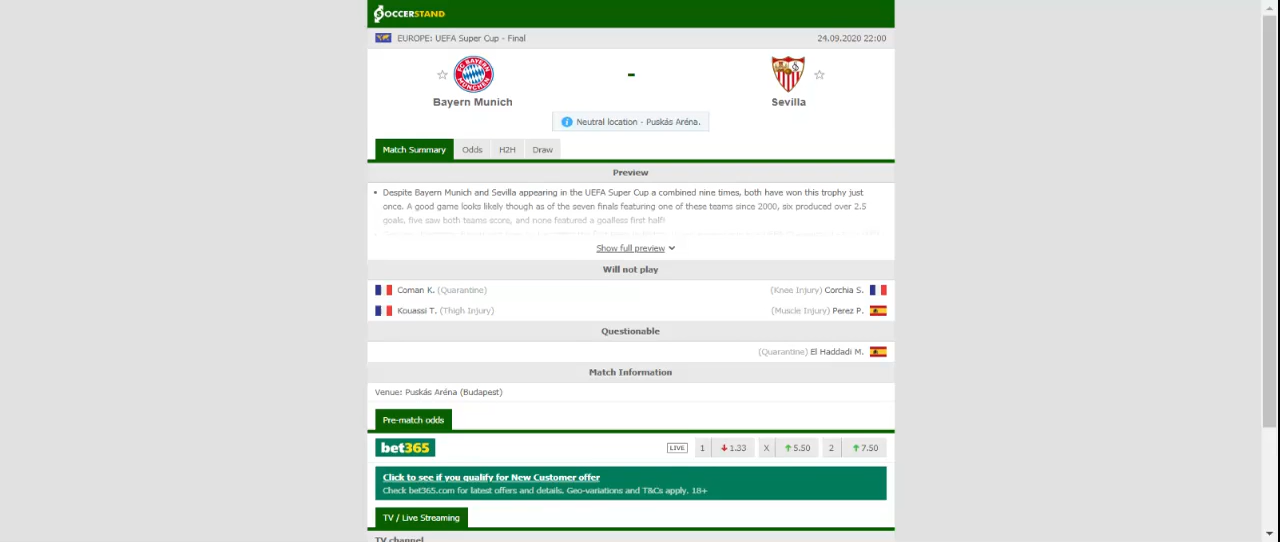 SOCCERSTAND
EUROPE: UEFA Super Cup - Final
24.09.2020 22:00
-
Bayern Munich
Sevilla
Neutral location - Puskás Aréna.
Match Summary Odds H2H Draw
Preview
Despite Bayern Munich and Sevilla appearing in the UEFA Super Cup a combined nine times, both have won this trophy just
once. A good game looks likely though as of the seven finals featuring one of these teams since 2000, six produced over 2.5
goals, five saw both teams score, and none featured a goalless first half!
Show full preview
Will not play
Coman K. (Quarantine) (Knee Injury) Corchia S.
Kouassi T. (Thigh Injury) (Muscle Injury) Perez P.
Questionable
(Quarantine) El Haddadi M.
Match Information
Venue: Puskás Aréna (Budapest)
Pre-match odds
bet365 LIVE 1 1.33 X 5.50 2 7.50
Click to see if you qualify for New Customer offer
Check bet365.com for latest offers and details. Geo-variations and T&Cs apply. 18+
TV / Live Streaming
TV channel